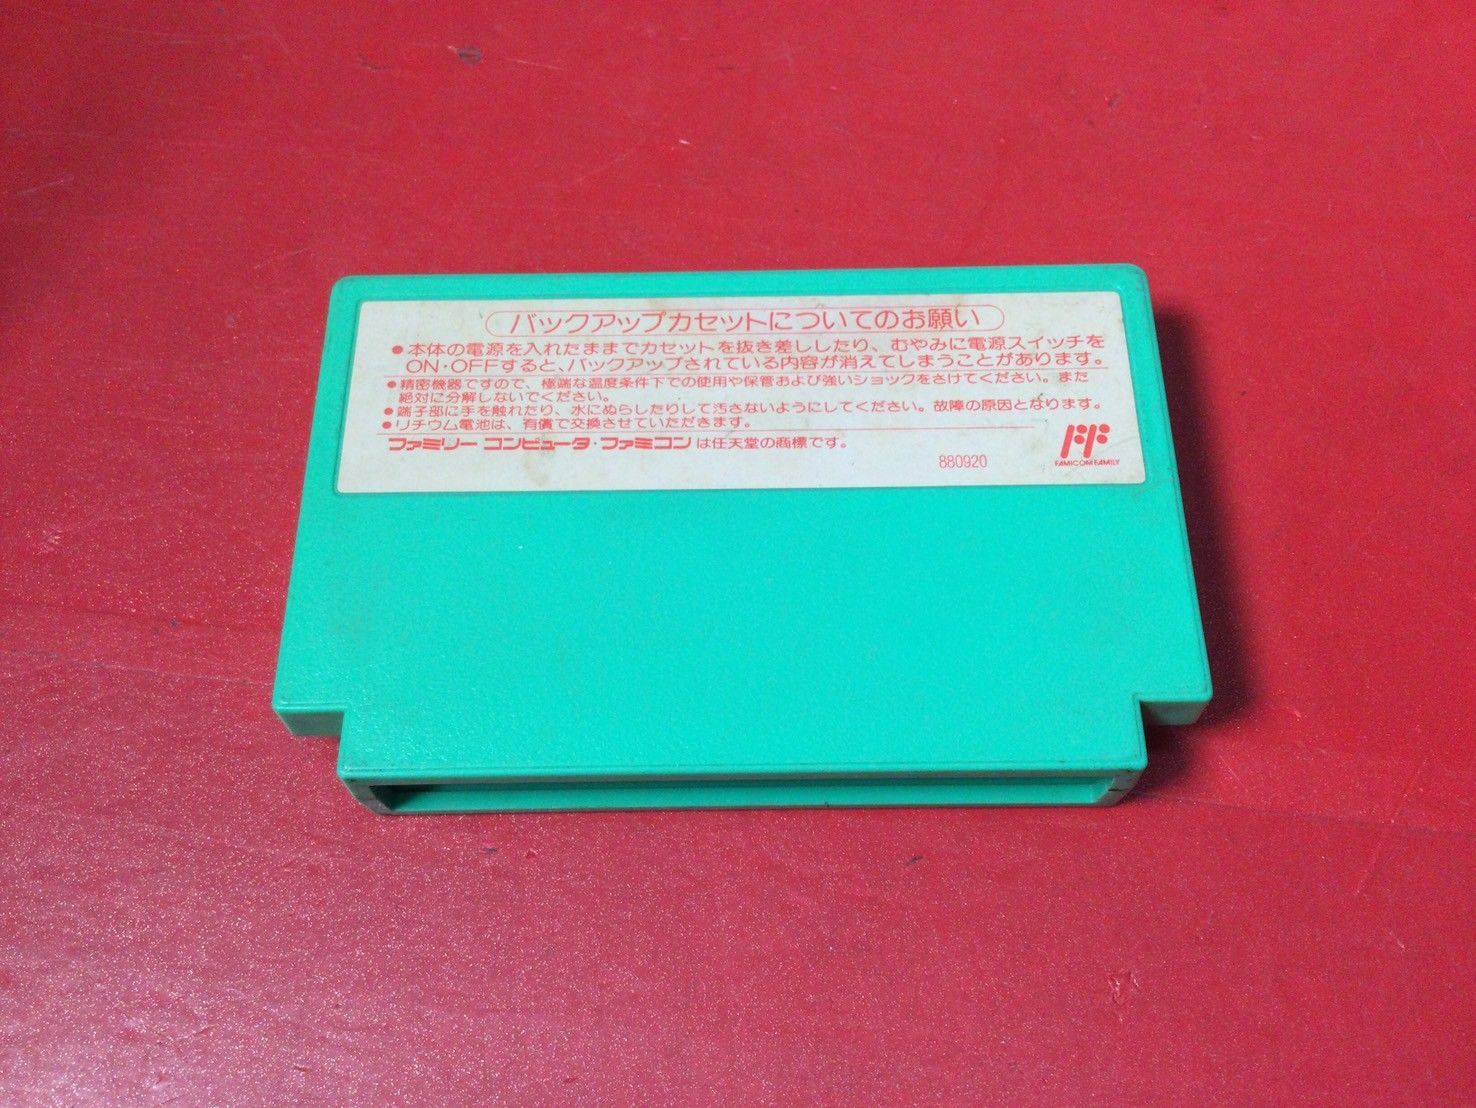 バックアップカセットについてのお願い
●本体の電源を入れたままでカセットを抜き差ししたり、むやみに電源スイッチを
ON・OFFすると、バックアップされている内容が消えてしまうことがあります。
●精密機器ですので、極端な温度条件下での使用や保管および強いショックをさけてください。また
絶対に分解しないでください。
●端子部に手を触れたり、水にぬらしたりして汚さないようにしてください。故障の原因となります。
●リチウム電池は、有償で交換させていただきます。
ファミリー コンピュータ・ファミコン は任天堂の商標です。
880920
FAMICOM FAMILY